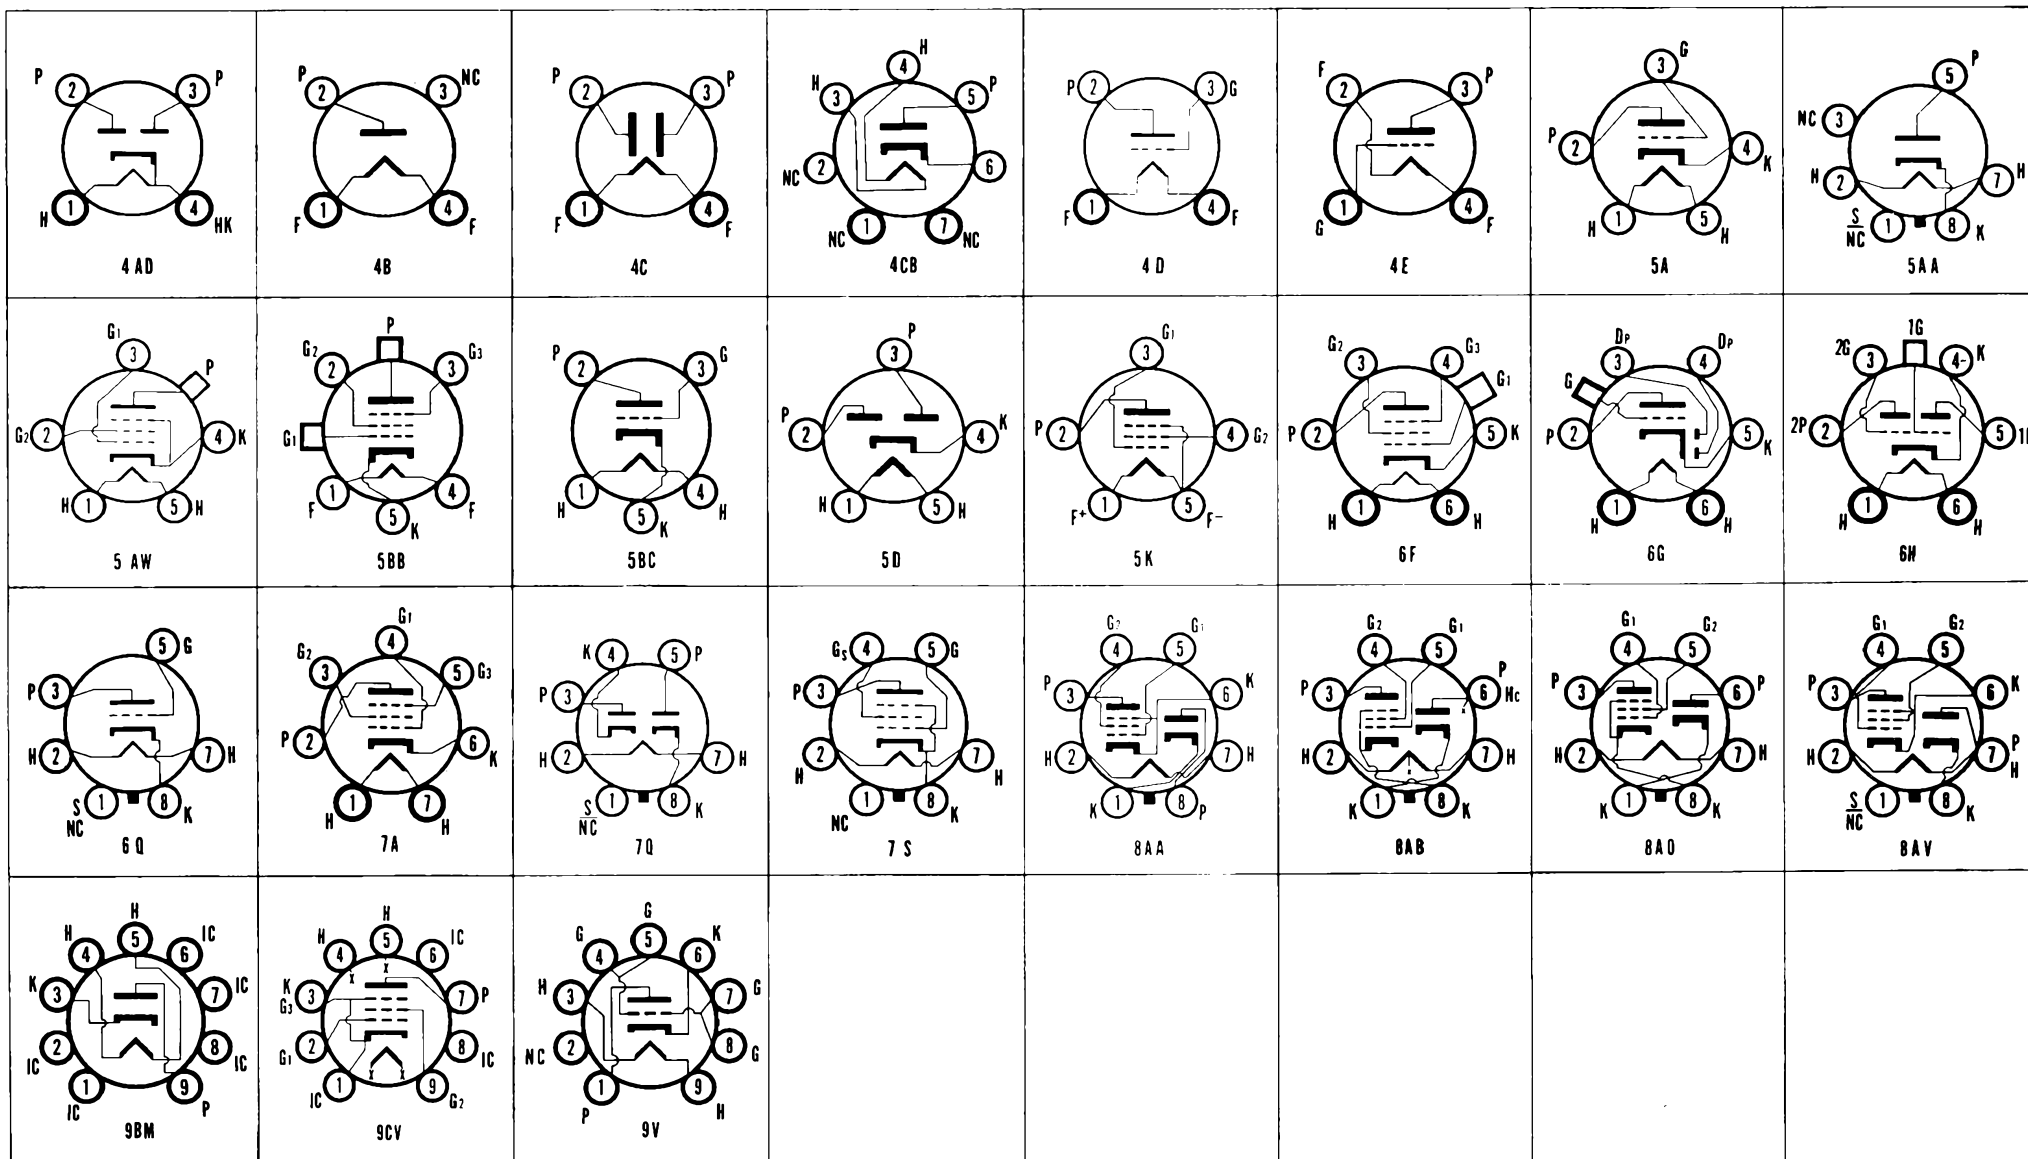 P 2 3 P
H 1 4 HK
4AD
P 2 3 NC
F 1 4 F
4B
P 2 3 P
F 1 4 F
4C
4 H
H 3 5 P
NC 2 6
1 7
NC NC
4CB
P 2 3 G
F 1 4 F
4D
F 2 3 P
G 1 4 F
4E
G
3
P 2 4 K
H 1 5 H
5A
5 P
NC 3
H 2 7 H
S
NC 1 8 K
5AA
G1 3 P
G2 2 4 K
H 1 5 H
5AW
P
G2 2 3 G3
G1
F 1 4 F
5 K
5BB
P 2 3 G
H 1 4 H
5 K
5BC
P
3
P 2 4 K
H 1 5 H
5D
G1
3
P 2 4 G2
F+ 1 5 F−
5K
G2 3 4 G3
G1
P 2 5 K
H 1 6 H
6F
DP 3 4 DP
G
P 2 5 K
H 1 6 H
6G
1G
2G 3 4 K
2P 2 5
H 1 6 H
6H
5 G
P 3
H 2 7 H
S
NC 1 8 K
6Q
G1
4
G2 3 5 G3
P 2 6 K
H 1 7 H
7A
K 4 5 P
P 3
H 2 7 H
S
NC 1 8 K
7Q
GS 4 5 G
P 3
H 2 7 H
NC 1 8 K
7S
G2 4 5 G1
P 3 6 K
H 2 7 H
K 1 8 P
8AA
G2 4 5 G1
P 3 6 P HC
H 2 7 H
K 1 8 K
8AB
G1 4 5 G2
P 3 6 P
H 2 7 H
K 1 8 K
8AO
G1 4 5 G2
P 3 6 K
H 2 7 P H
S
NC 1 8 K
8AV
H
H 4 5 6 IC
K 3 7 IC
IC 2 8 IC
IC 1 9 P
9BM
H
H 4 5 6 IC
K
G3 3 7 P
G1 2 8 IC
IC 1 9 G2
9CV
G
G 4 5 6 K
H 3 7 G
NC 2 8 G
P 1 9 H
9V